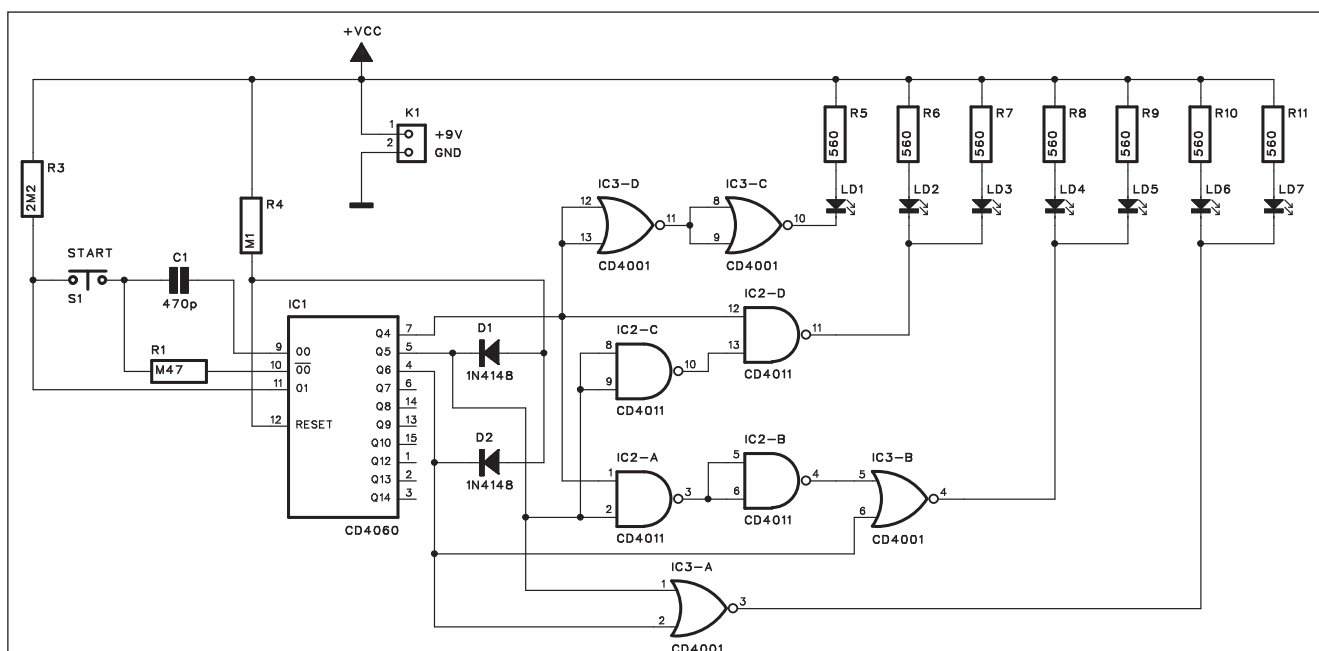 +VCC
K1
1 +9V
2 GND
R3
2M2
R4
M1
START
S1
C1
470p
R1
M47
IC1
9 O0
10 O0
11 O1
12 RESET
Q4 7
Q5 5
Q6 4
Q7 6
Q8 14
Q9 13
Q10 15
Q12 1
Q13 2
Q14 3
CD4060
D1
1N4148
D2
1N4148
IC3-D
12
13
11
CD4001
IC3-C
8
9
10
CD4001
IC2-C
8
9
10
CD4011
IC2-D
12
13
11
CD4011
IC2-A
1
2
3
CD4011
IC2-B
5
6
4
CD4011
IC3-B
5
6
4
CD4001
IC3-A
1
2
3
CD4001
R5 R6 R7 R8 R9 R10 R11
560 560 560 560 560 560 560
LD1 LD2 LD3 LD4 LD5 LD6 LD7